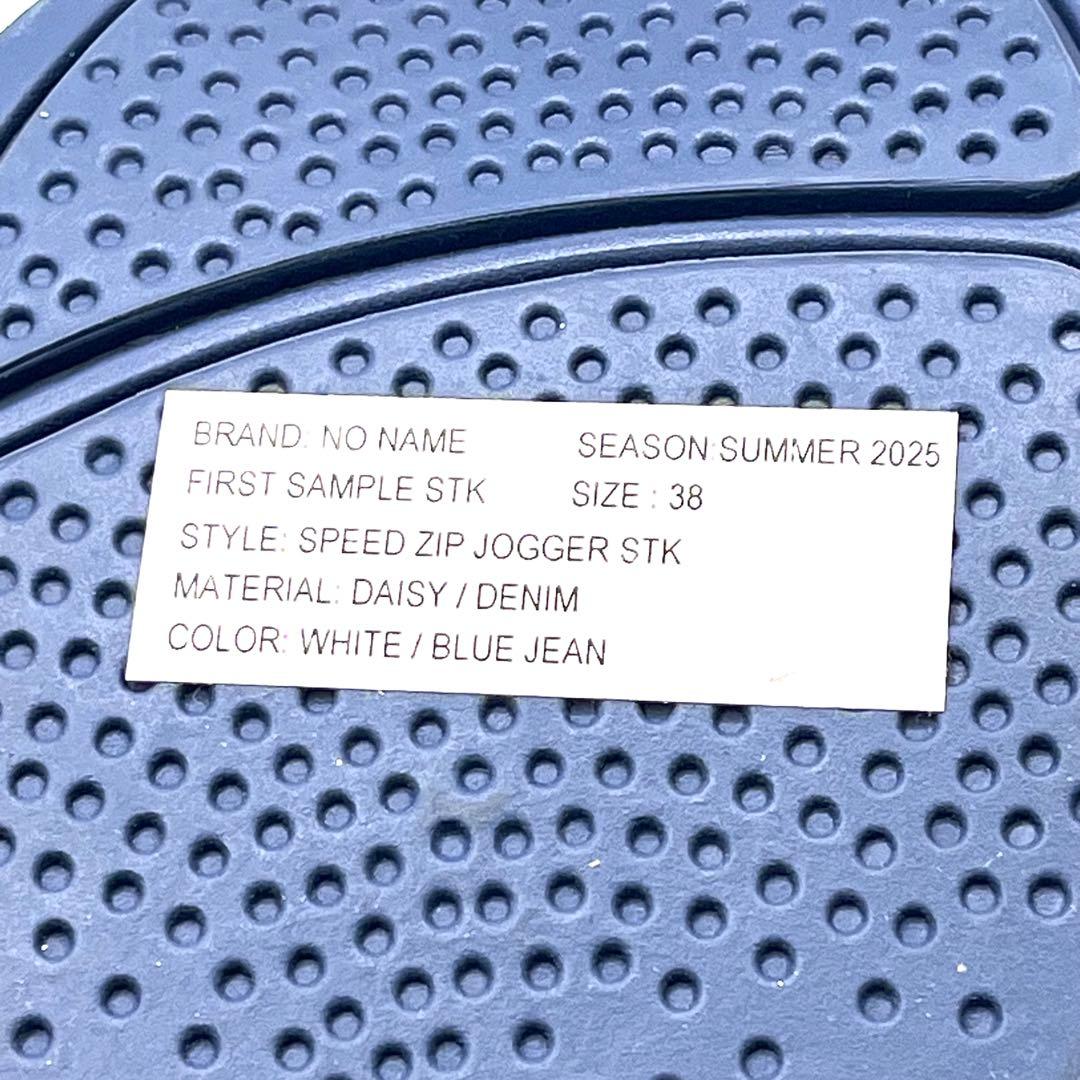 BRAND: NO NAME SEASON:SUMMER 2025
FIRST SAMPLE STK SIZE : 38
STYLE: SPEED ZIP JOGGER STK
MATERIAL: DAISY / DENIM
COLOR: WHITE / BLUE JEAN